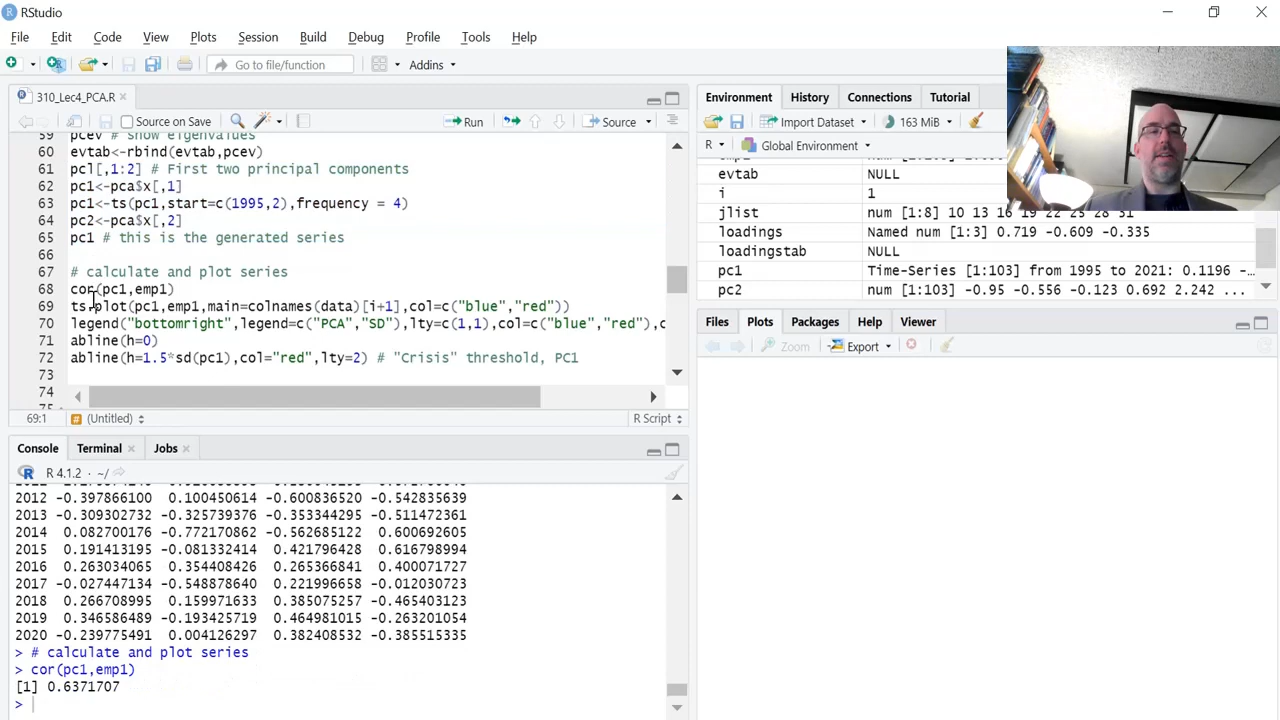 RStudio
File Edit Code View Plots Session Build Debug Profile Tools Help
Go to file/function Addins
310_Lec4_PCA.R
Source on Save Run Source
59 pcev # show eigenvalues
60 evtab<-rbind(evtab,pcev)
61 pcl[,1:2] # First two principal components
62 pc1<-pca$x[,1]
63 pc1<-ts(pc1,start=c(1995,2),frequency = 4)
64 pc2<-pca$x[,2]
65 pc1 # this is the generated series
66
67 # calculate and plot series
68 cor(pc1,emp1)
69 ts.plot(pc1,emp1,main=colnames(data)[i+1],col=c("blue","red"))
70 legend("bottomright",legend=c("PCA","SD"),lty=c(1,1),col=c("blue","red"),c
71 abline(h=0)
72 abline(h=1.5*sd(pc1),col="red",lty=2) # "Crisis" threshold, PC1
73
74
75
69:1 (Untitled) R Script
Console Terminal Jobs
R 4.1.2 · ~/
2012 -0.397866100 0.100450614 -0.600836520 -0.542835639
2013 -0.309302732 -0.325739376 -0.353344295 -0.511472361
2014 0.082700176 -0.772170862 -0.562685122 0.600692605
2015 0.191413195 -0.081332414 0.421796428 0.616798994
2016 0.263034065 0.354408426 0.265366841 0.400071727
2017 -0.027447134 -0.548878640 0.221996658 -0.012030723
2018 0.266708995 0.159971633 0.385075257 -0.465403123
2019 0.346586489 -0.193425719 0.464981015 -0.263201054
2020 -0.239775491 0.004126297 0.382408532 -0.385515335
> # calculate and plot series
> cor(pc1,emp1)
[1] 0.6371707
>
Environment History Connections Tutorial
Import Dataset 163 MiB
R Global Environment
evtab NULL
i 1
jlist num [1:8] 10 13 16 19 22 25 28 31
loadings Named num [1:3] 0.719 -0.609 -0.335
loadingstab NULL
pc1 Time-Series [1:103] from 1995 to 2021: 0.1196 -…
pc2 num [1:103] -0.95 -0.556 -0.123 0.692 2.242 ...
Files Plots Packages Help Viewer
Zoom Export